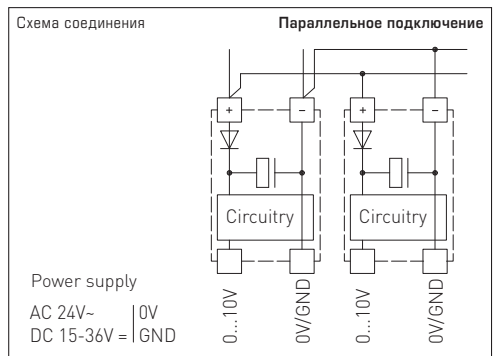 Схема соединения
Параллельное подключение
+
–
+
–
Circuitry
Circuitry
Power supply
AC 24V~ 0V
DC 15-36V = GND
0...10V
0V/GND
0...10V
0V/GND